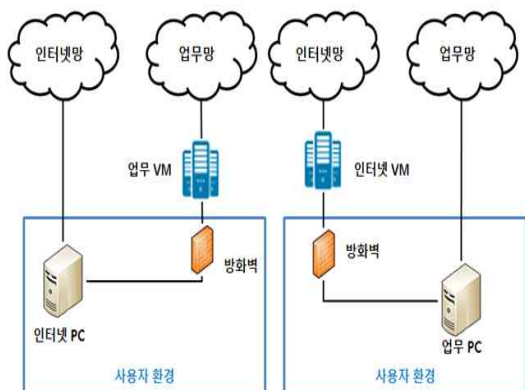 인터넷망
업무망
인터넷망
업무망
업무 VM
인터넷 VM
방화벽
방화벽
인터넷 PC
업무 PC
사용자 환경
사용자 환경